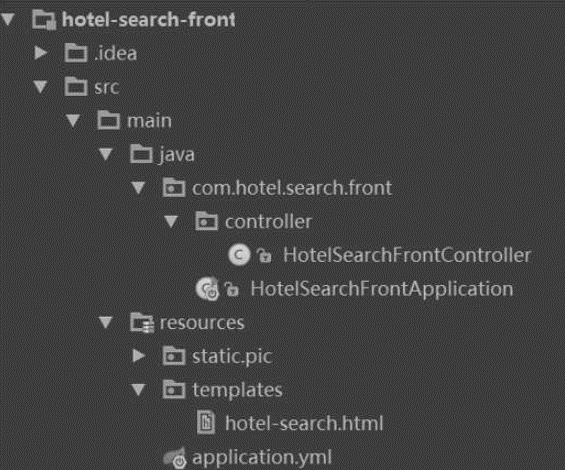 hotel-search-front
.idea
src
main
java
com.hotel.search.front
controller
HotelSearchFrontController
HotelSearchFrontApplication
resources
static.pic
templates
hotel-search.html
application.yml